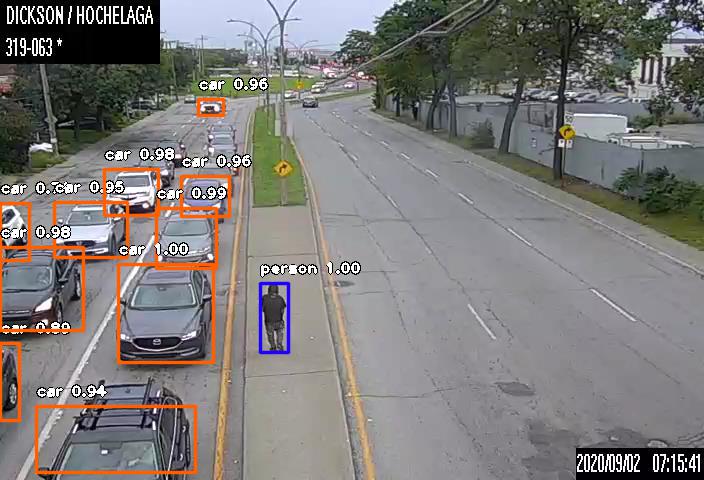 DICKSON / HOCHELAGA
319-063 *
car 0.96
car 0.98
car 0.96
car 0.95
car 0.99
car 0.98
car 1.00
person 1.00
car 0.89
car 0.94
2020/09/02 07:15:41